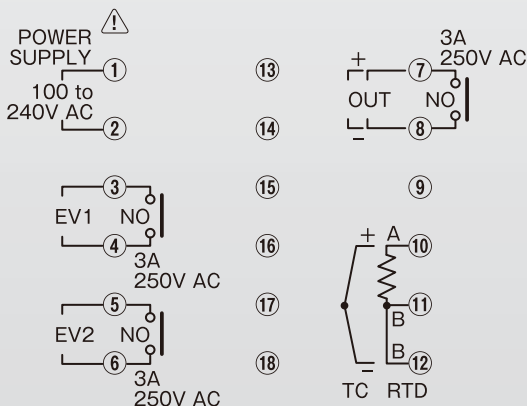 POWER
SUPPLY
①
100 to
240V AC
②
③
EV1 NO
④
3A
250V AC
⑤
EV2 NO
⑥
3A
250V AC
⑬
⑭
⑮
⑯
⑰
⑱
3A
250V AC
+ ⑦
OUT NO
− ⑧
⑨
+ A ⑩
⑪
B
B
− ⑫
TC RTD